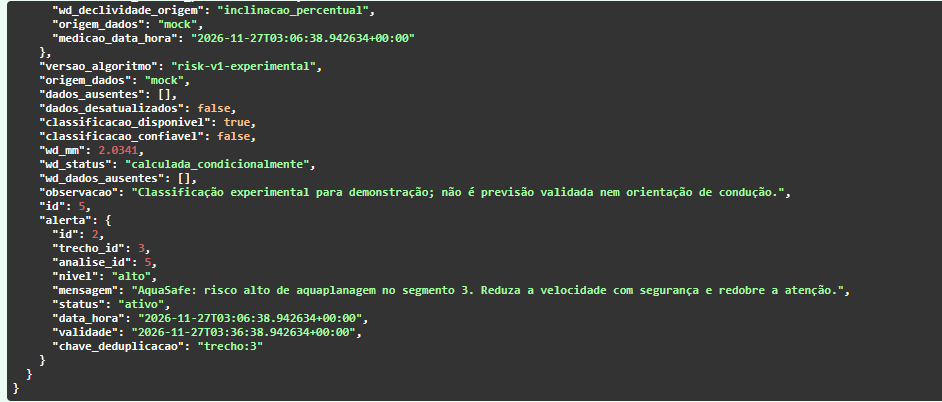 "wd_declividade_origem": "inclinacao_percentual",
"origem_dados": "mock",
"medicao_data_hora": "2026-11-27T03:06:38.942634+00:00"
},
"versao_algoritmo": "risk-v1-experimental",
"origem_dados": "mock",
"dados_ausentes": [],
"dados_desatualizados": false,
"classificacao_disponivel": true,
"classificacao_confiavel": false,
"wd_mm": 2.0341,
"wd_status": "calculada_condicionalmente",
"wd_dados_ausentes": [],
"observacao": "Classificação experimental para demonstração; não é previsão validada nem orientação de condução.",
"id": 5,
"alerta": {
"id": 2,
"trecho_id": 3,
"analise_id": 5,
"nivel": "alto",
"mensagem": "AquaSafe: risco alto de aquaplanagem no segmento 3. Reduza a velocidade com segurança e redobre a atenção.",
"status": "ativo",
"data_hora": "2026-11-27T03:06:38.942634+00:00",
"validade": "2026-11-27T03:36:38.942634+00:00",
"chave_deduplicacao": "trecho:3"
}
}
}